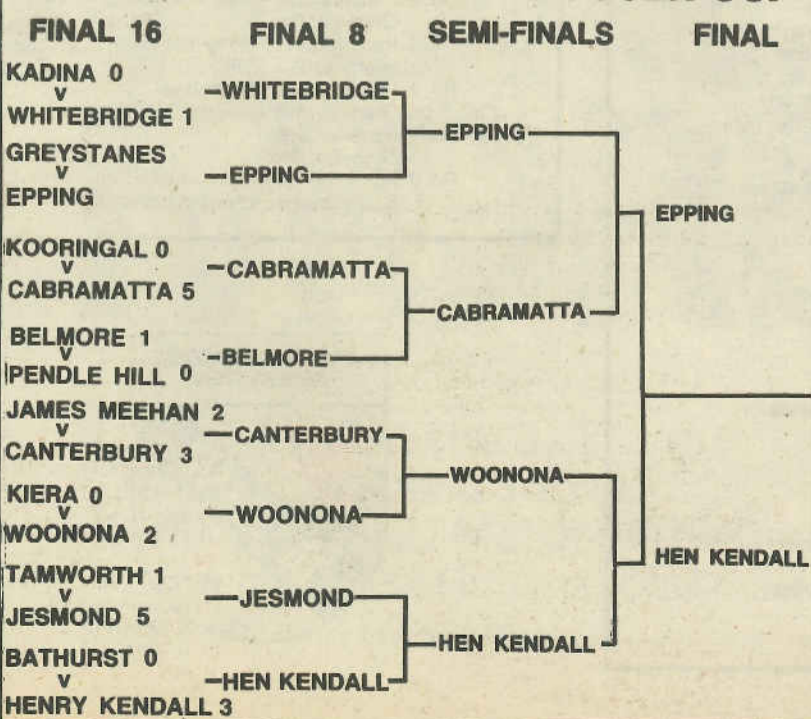 FINAL 16 FINAL 8 SEMI-FINALS FINAL
KADINA 0
v
WHITEBRIDGE 1
GREYSTANES
v
EPPING
KOORINGAL 0
v
CABRAMATTA 5
BELMORE 1
v
PENDLE HILL 0
JAMES MEEHAN 2
v
CANTERBURY 3
KIERA 0
v
WOONONA 2
TAMWORTH 1
v
JESMOND 5
BATHURST 0
v
HENRY KENDALL 3
WHITEBRIDGE
EPPING
CABRAMATTA
BELMORE
CANTERBURY
WOONONA
JESMOND
HEN KENDALL
EPPING
CABRAMATTA
WOONONA
HEN KENDALL
EPPING
HEN KENDALL